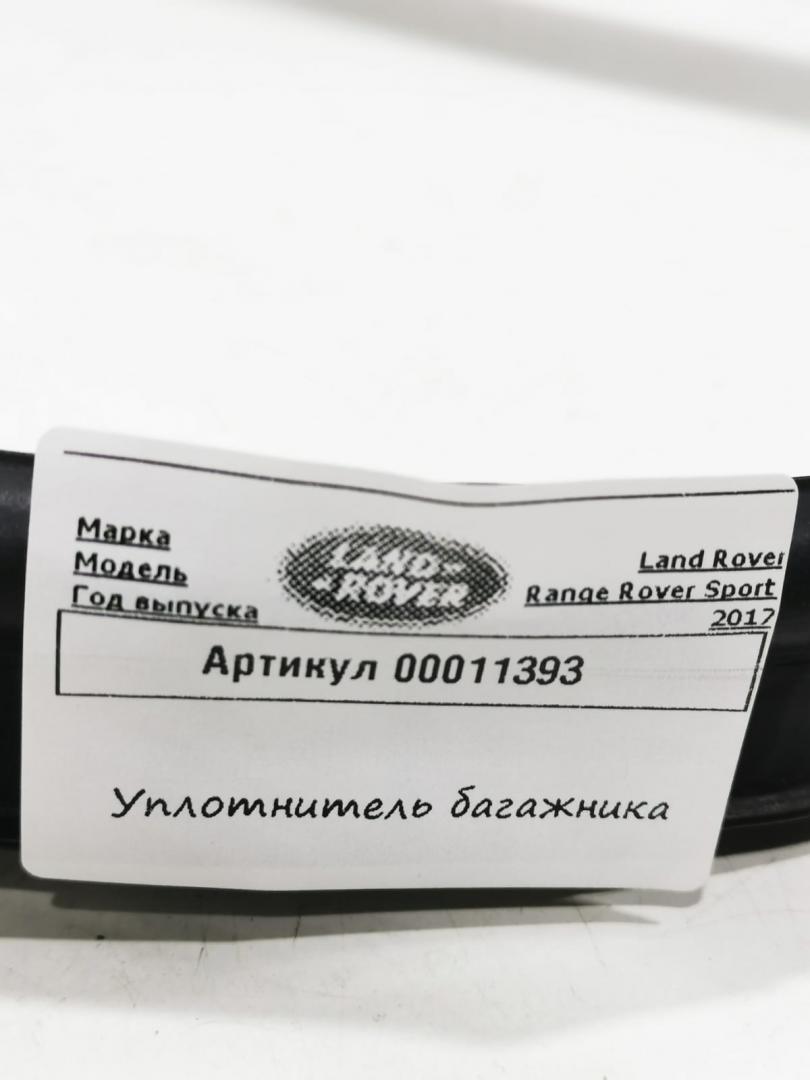 Марка
LAND
ROVER
Land Rover
Модель
Range Rover Sport
Год выпуска
2017
Артикул 00011393
Уплотнитель багажника